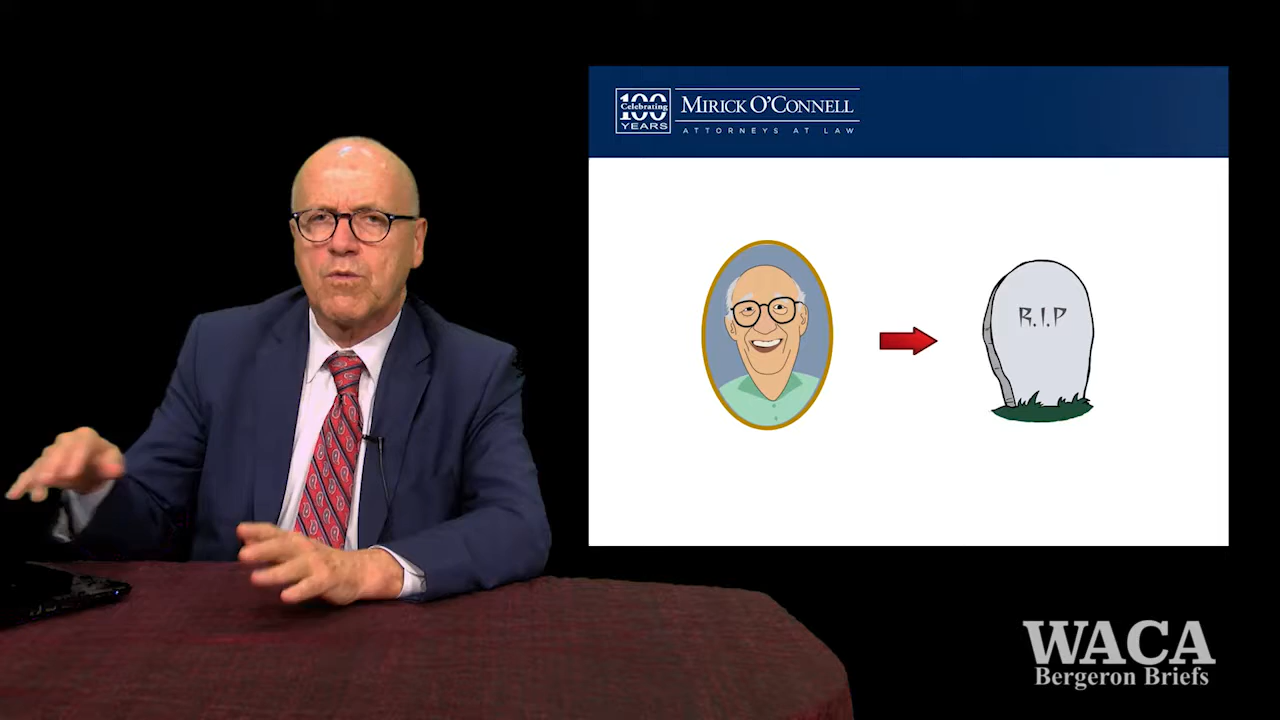 Celebrating
100
YEARS
MIRICK O'CONNELL
ATTORNEYS AT LAW
R.I.P
WACA
Bergeron Briefs